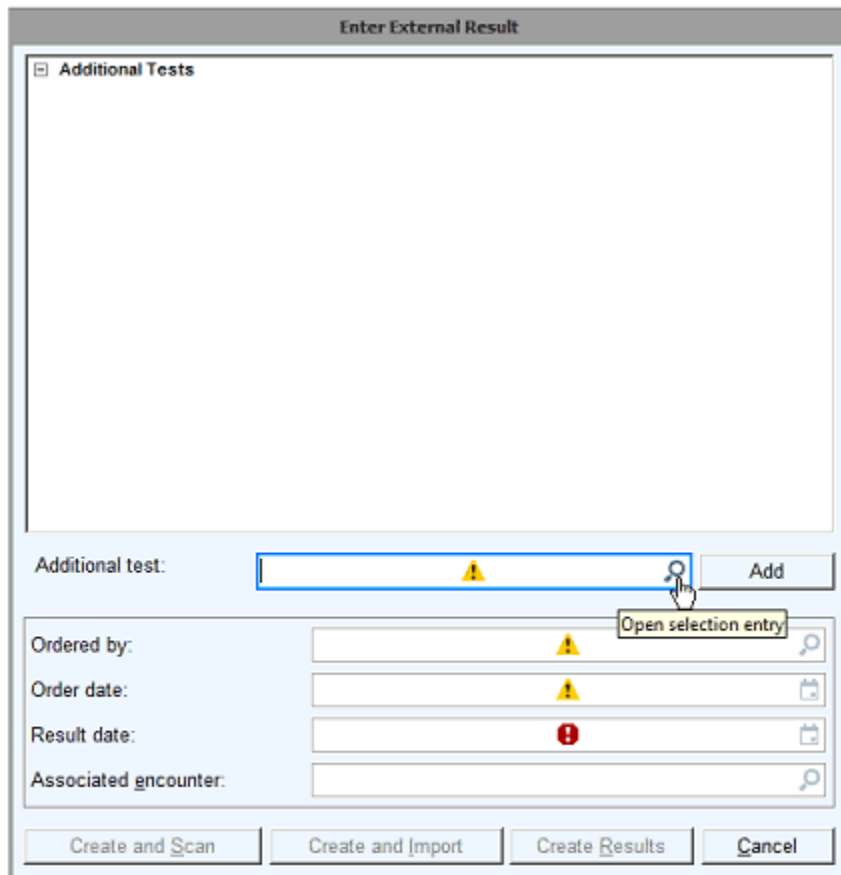 Enter External Result
Additional Tests
Additional test:
Add
Open selection entry
Ordered by:
Order date:
Result date:
Associated encounter:
Create and Scan
Create and Import
Create Results
Cancel